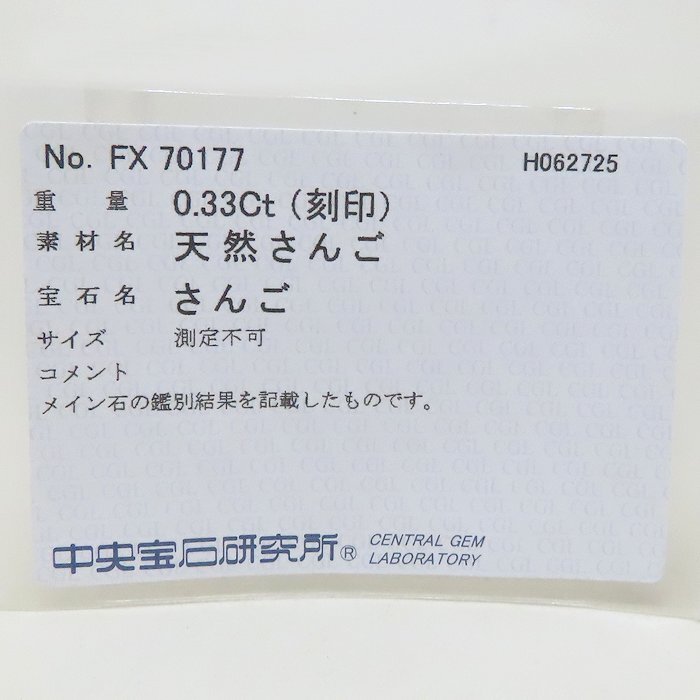 No. FX 70177 H062725
重量 0.33Ct (刻印)
素材名 天然さんご
宝石名 さんご
サイズ 測定不可
コメント
メイン石の鑑別結果を記載したものです。
中央宝石研究所® CENTRAL GEM
LABORATORY